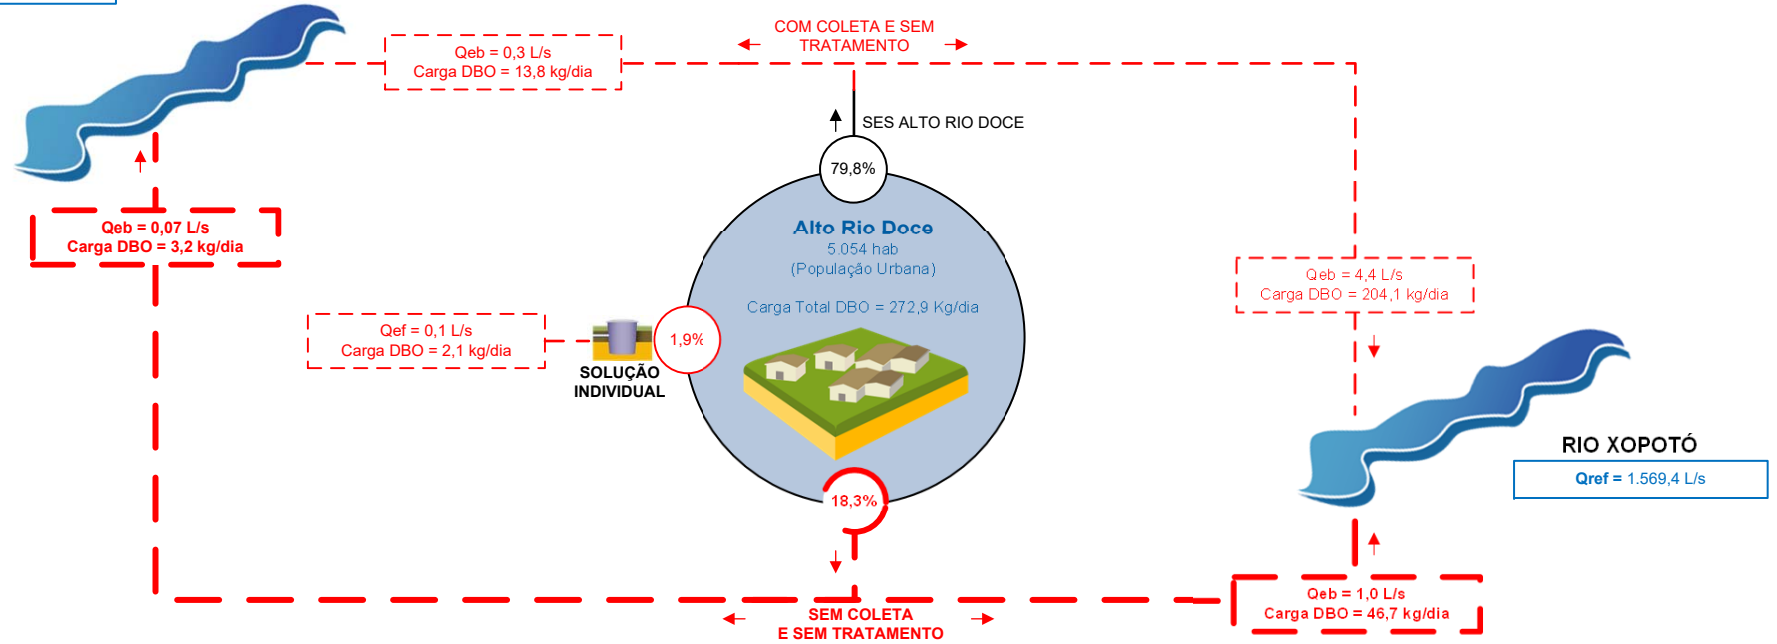 COM COLETA E SEM
TRATAMENTO
Qeb = 0,3 L/s
Carga DBO = 13,8 kg/dia
SES ALTO RIO DOCE
79,8%
Qeb = 0,07 L/s
Carga DBO = 3,2 kg/dia
Alto Rio Doce
5.054 hab
(População Urbana)
Carga Total DBO = 272,9 Kg/dia
Qeb = 4,4 L/s
Carga DBO = 204,1 kg/dia
Qef = 0,1 L/s
Carga DBO = 2,1 kg/dia
1,9%
SOLUÇÃO
INDIVIDUAL
RIO XOPOTÓ
Qref = 1.569,4 L/s
18,3%
Qeb = 1,0 L/s
Carga DBO = 46,7 kg/dia
SEM COLETA
E SEM TRATAMENTO